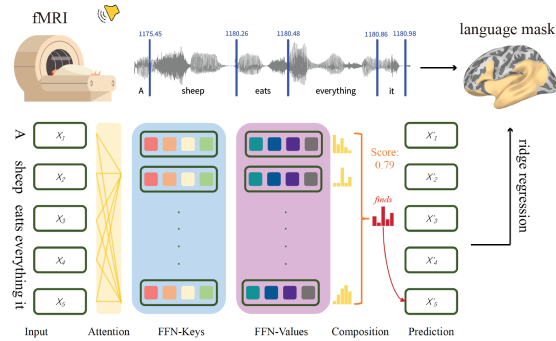 fMRI
1175.45
1180.26
1180.48
1180.86
1180.98
language mask
A
sheep
eats
everything
it
A
sheep
eatts
everything
it
X1
X2
X3
X4
X5
Score:
0.79
finds
X'1
X'2
X'3
X'4
X'5
ridge regression
Input
Attention
FFN-Keys
FFN-Values
Composition
Prediction